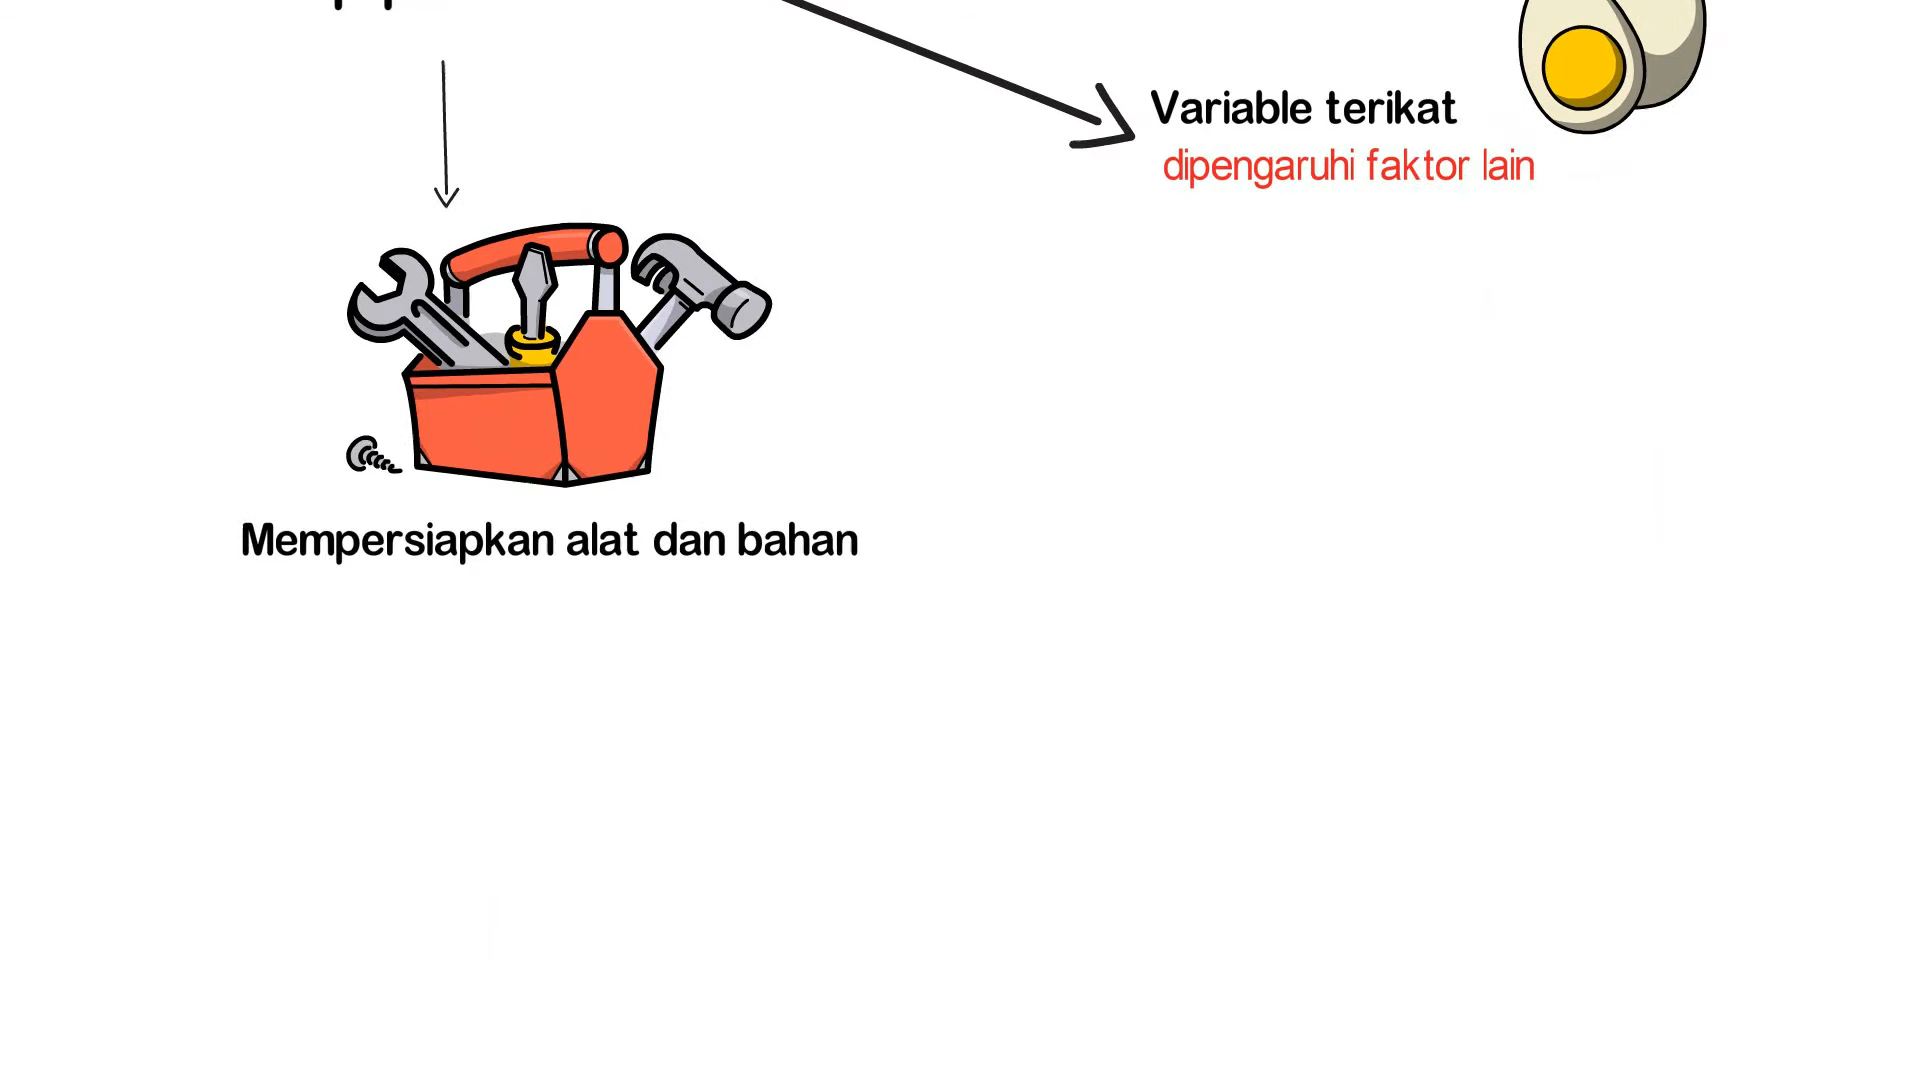 Variable terikat
dipengaruhi faktor lain
Mempersiapkan alat dan bahan